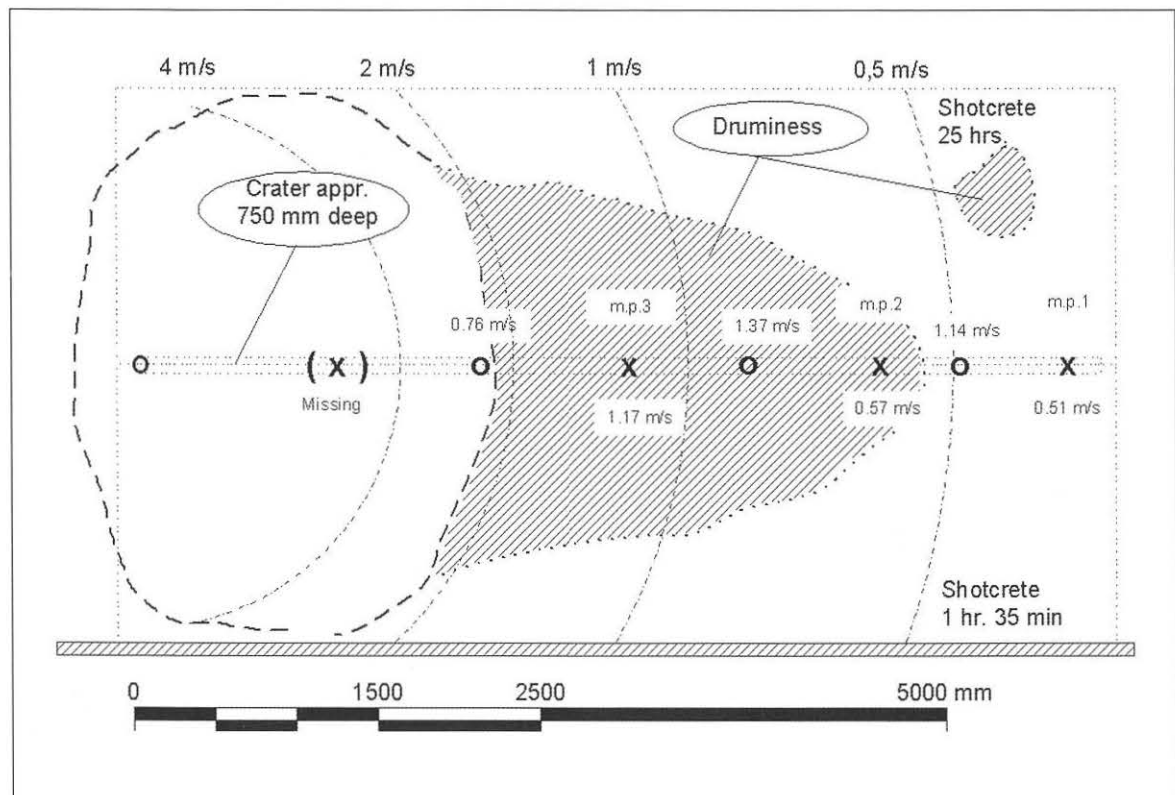 4 m/s
2 m/s
1 m/s
0,5 m/s
Druminess
Shotcrete
25 hrs
Crater appr.
750 mm deep
0.76 m/s
m.p.3
1.37 m/s
m.p.2
1.14 m/s
m.p.1
O
( X )
O
X
O
X
O
X
Missing
1.17 m/s
0.57 m/s
0.51 m/s
Shotcrete
1 hr. 35 min
0
1500
2500
5000 mm